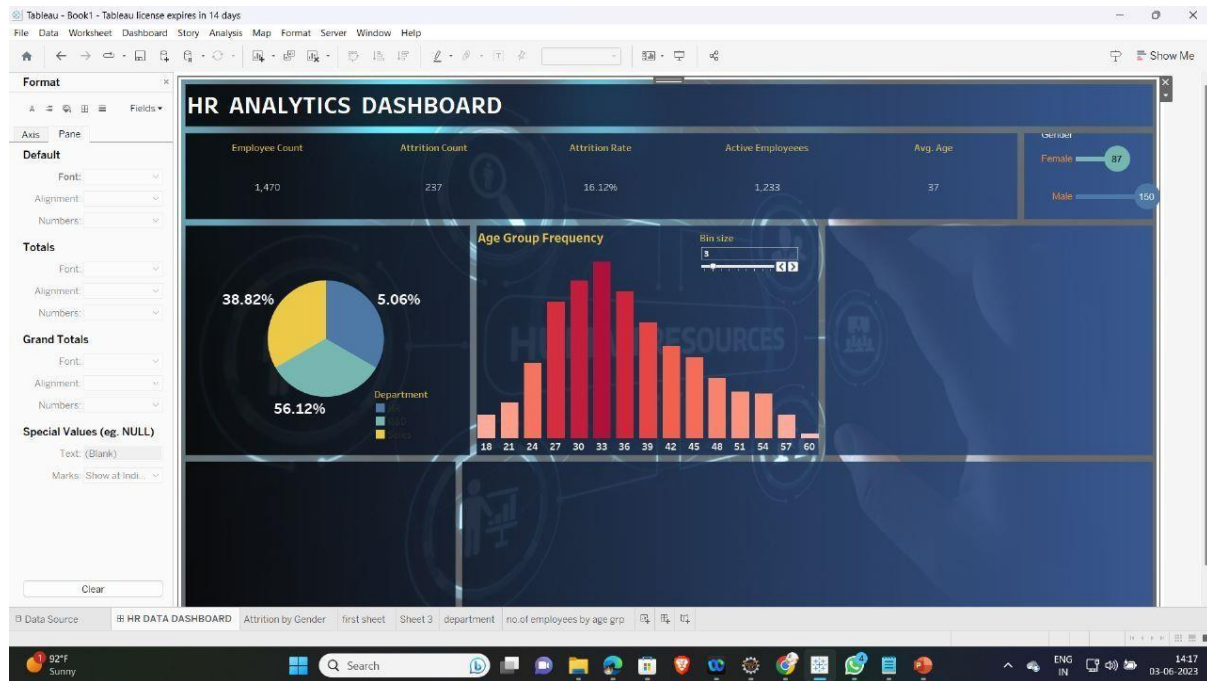 Tableau - Book1 - Tableau license expires in 14 days
File Data Worksheet Dashboard Story Analysis Map Format Server Window Help
Show Me
Format
Fields
Axis Pane
Default
Font:
Alignment:
Numbers:
Totals
Font:
Alignment:
Numbers:
Grand Totals
Font:
Alignment:
Numbers:
Special Values (eg. NULL)
Text: (Blank)
Marks: Show at Indi...
Clear
HR ANALYTICS DASHBOARD
Employee Count Attrition Count Attrition Rate Active Employeees Avg. Age
1,470 237 16.12% 1,233 37
Gender
Female 87
Male 150
38.82% 5.06%
56.12%
Department
HR
R&D
Sales
Age Group Frequency
Bin size
3
18 21 24 27 30 33 36 39 42 45 48 51 54 57 60
RESOURCES
Data Source HR DATA DASHBOARD Attrition by Gender first sheet Sheet 3 department no.of employees by age grp
1
92°F
Sunny
Search
ENG
IN
14:17
03-06-2023